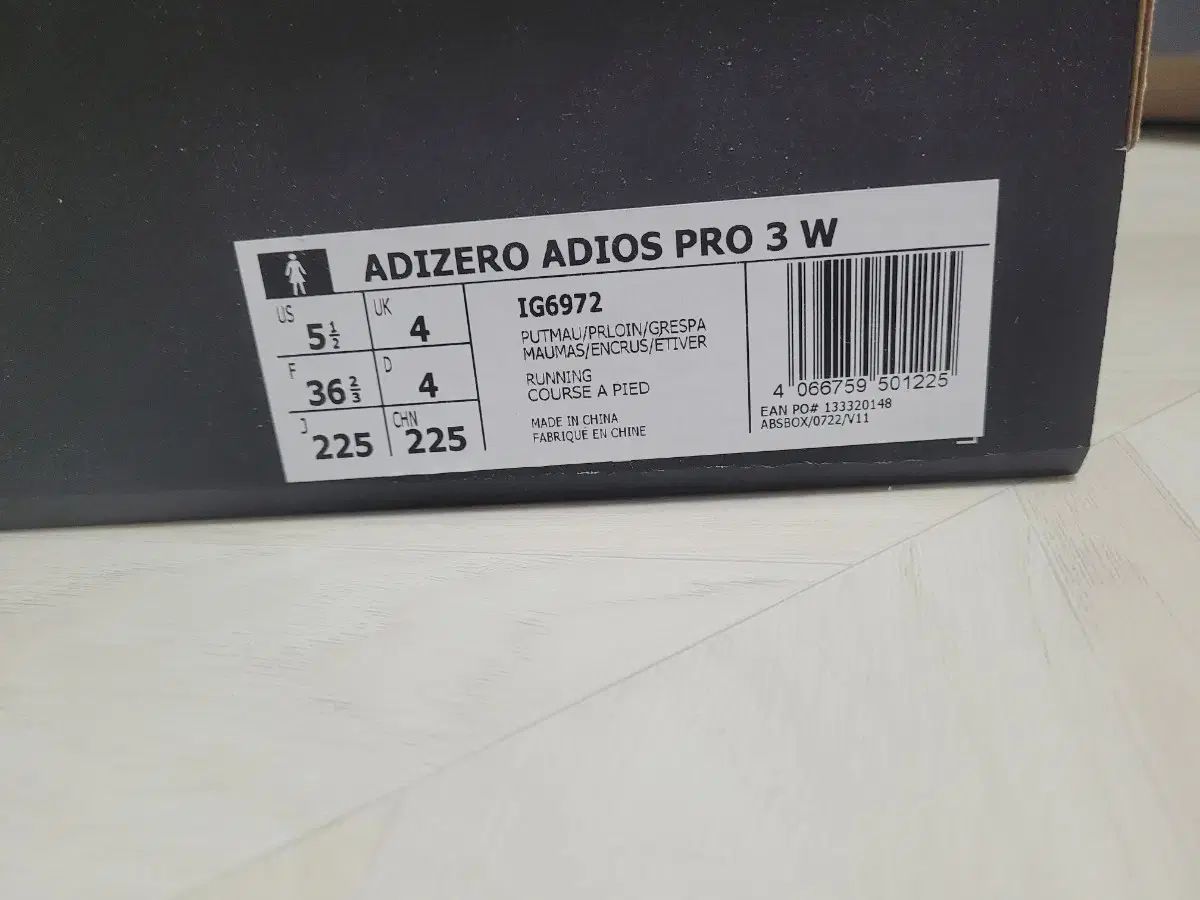 ADIZERO ADIOS PRO 3 W
US 5½
UK 4
F 36⅔
D 4
J 225
CHN 225
IG6972
PUTMAU/PRLOIN/GRESPA
MAUMAS/ENCRUS/ETIVER
RUNNING
COURSE A PIED
MADE IN CHINA
FABRIQUÉ EN CHINE
4 066759 501225
EAN PO# 133320148
ABSBOX/0722/V11